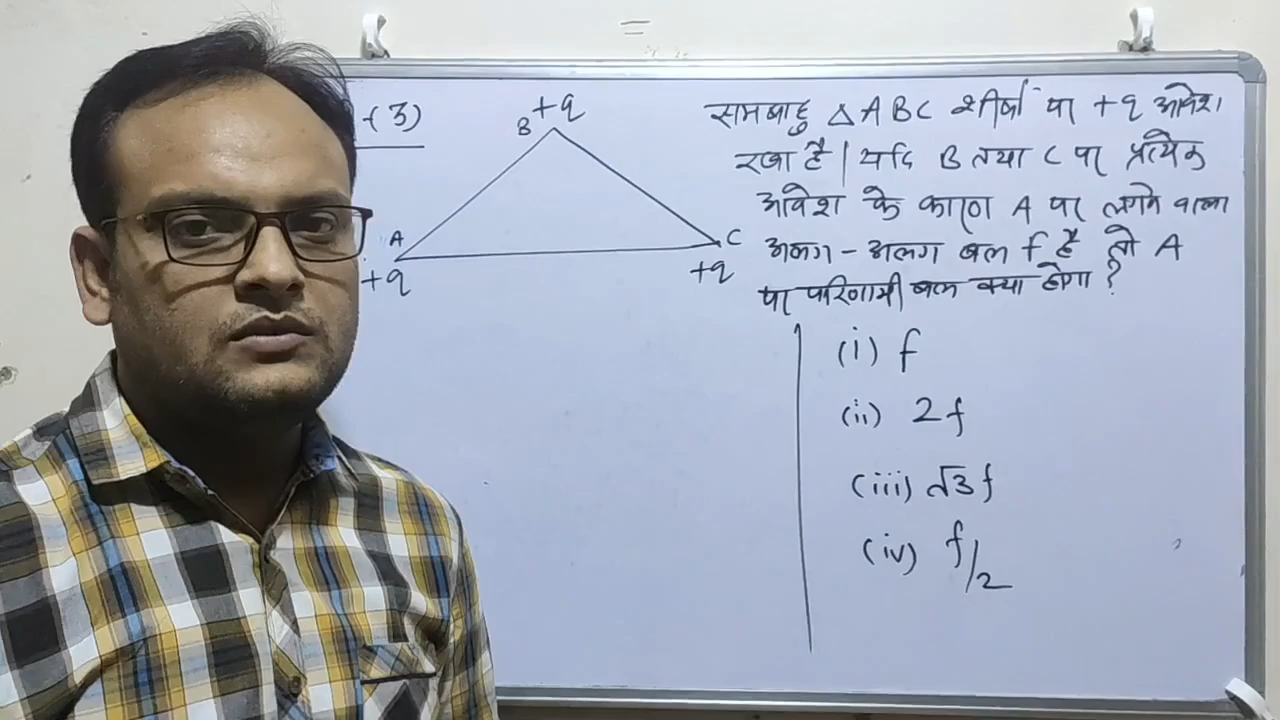 (3)
+q
B
A
C
+q
+q
समबाहु △ABC शीर्षों पर +q आवेश
रखा है। यदि B तथा C पर प्रत्येक
आवेश के कारण A पर लगने वाला
अलग-अलग बल f है तो A
पर परिणामी बल क्या होगा?
(i) f
(ii) 2f
(iii) √3f
(iv) f/2